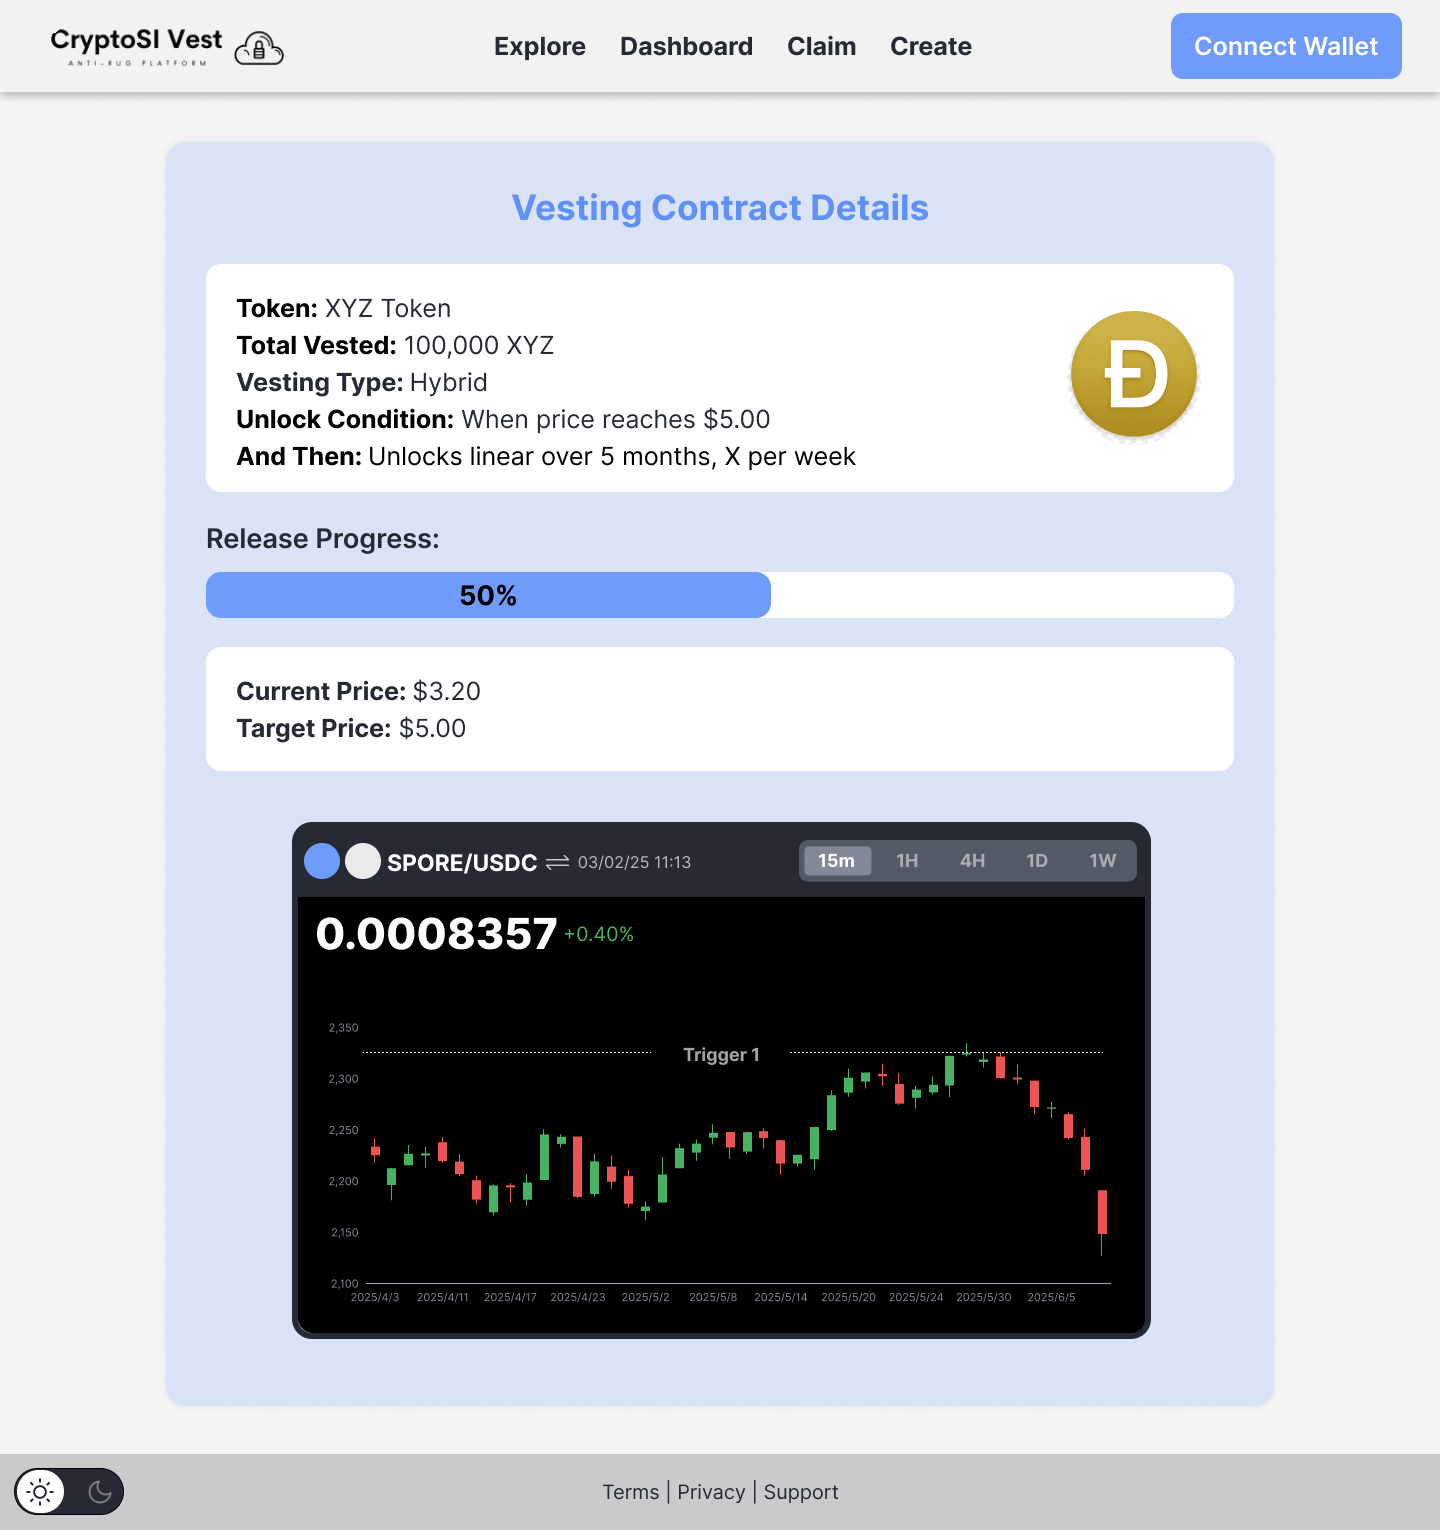 CryptoSI Vest
ANTI-RUG PLATFORM
Explore Dashboard Claim Create
Connect Wallet
Vesting Contract Details
Token: XYZ Token
Total Vested: 100,000 XYZ
Vesting Type: Hybrid
Unlock Condition: When price reaches $5.00
And Then: Unlocks linear over 5 months, X per week
Release Progress:
50%
Current Price: $3.20
Target Price: $5.00
SPORE/USDC 03/02/25 11:13
15m 1H 4H 1D 1W
0.0008357 +0.40%
2,350
Trigger 1
2,300
2,250
2,200
2,150
2,100
2025/4/3 2025/4/11 2025/4/17 2025/4/23 2025/5/2 2025/5/8 2025/5/14 2025/5/20 2025/5/24 2025/5/30 2025/6/5
Terms | Privacy | Support